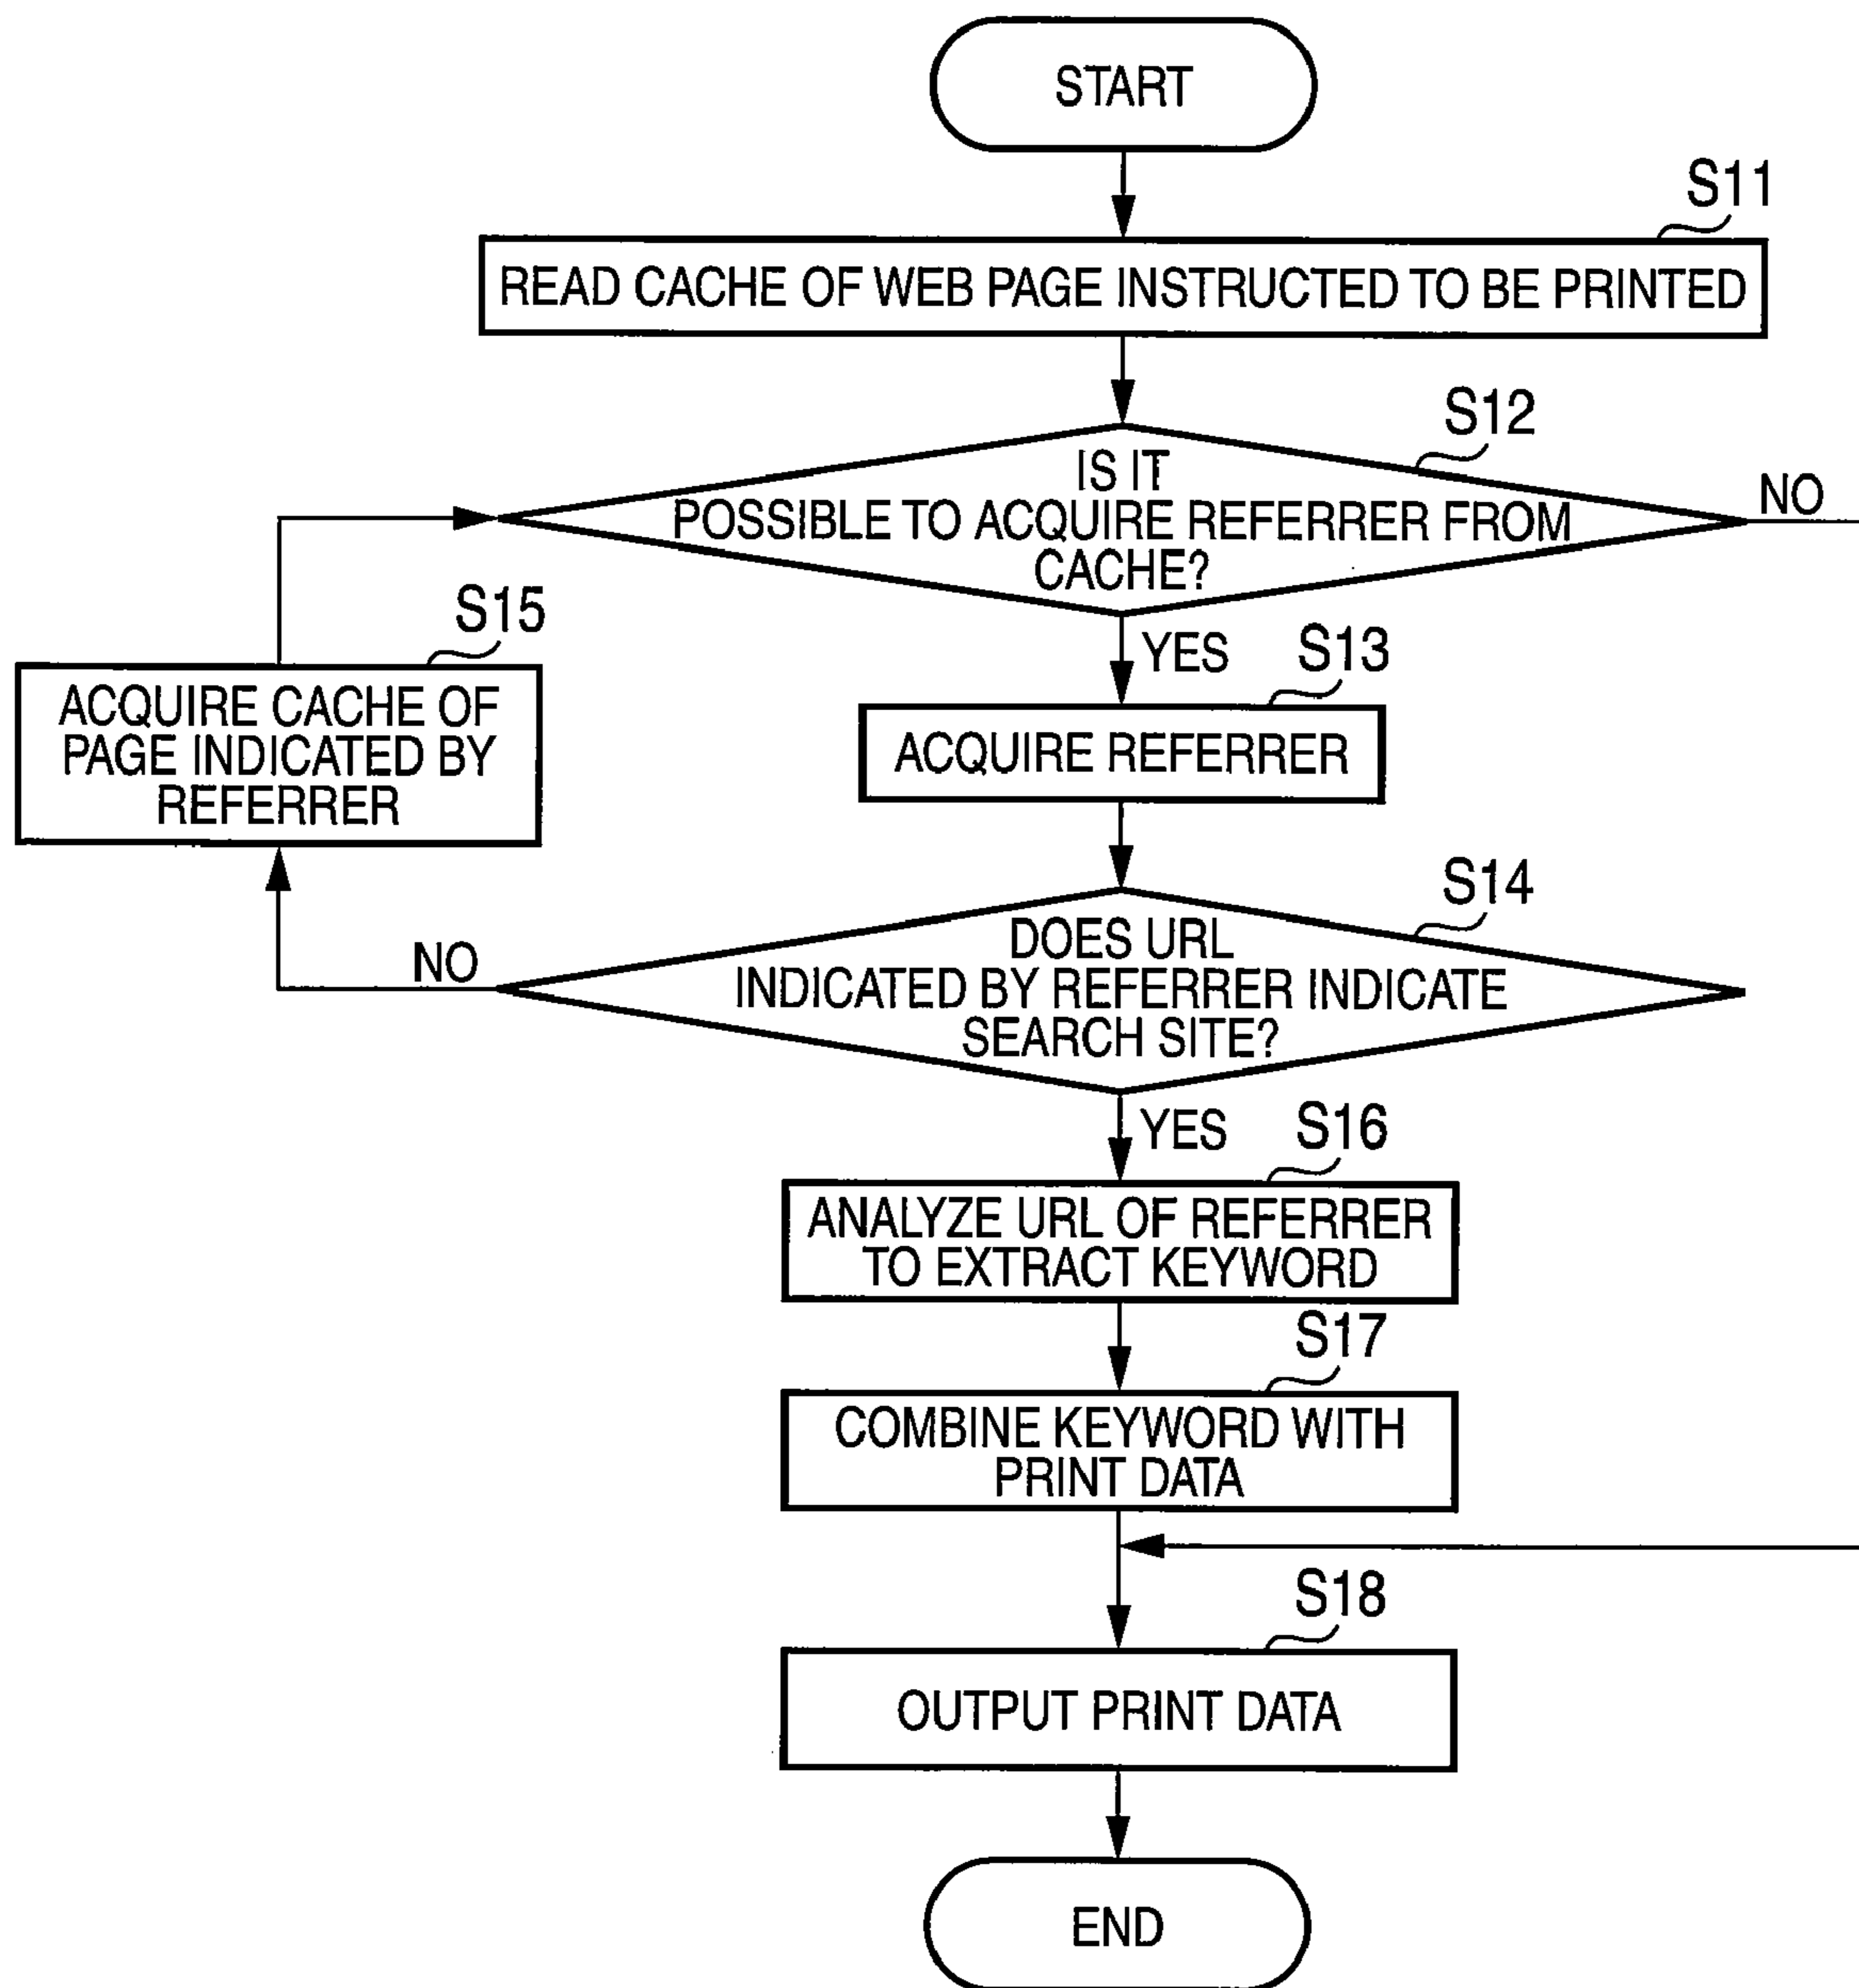 START
S11
READ CACHE OF WEB PAGE INSTRUCTED TO BE PRINTED
S12
IS IT
POSSIBLE TO ACQUIRE REFERRER FROM
CACHE?
NO
YES
S13
ACQUIRE REFERRER
S15
ACQUIRE CACHE OF
PAGE INDICATED BY
REFERRER
S14
DOES URL
INDICATED BY REFERRER INDICATE
SEARCH SITE?
NO
YES
S16
ANALYZE URL OF REFERRER
TO EXTRACT KEYWORD
S17
COMBINE KEYWORD WITH
PRINT DATA
S18
OUTPUT PRINT DATA
END